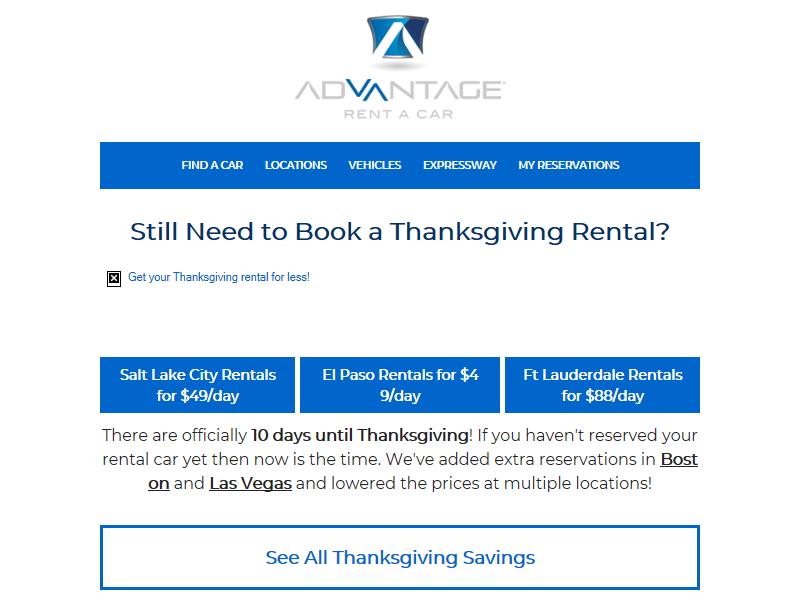 ADVANTAGE
RENT A CAR
FIND A CAR LOCATIONS VEHICLES EXPRESSWAY MY RESERVATIONS
Still Need to Book a Thanksgiving Rental?
Get your Thanksgiving rental for less!
Salt Lake City Rentals
for $49/day
El Paso Rentals for $4
9/day
Ft Lauderdale Rentals
for $88/day
There are officially 10 days until Thanksgiving! If you haven't reserved your
rental car yet then now is the time. We've added extra reservations in Bost
on and Las Vegas and lowered the prices at multiple locations!
See All Thanksgiving Savings